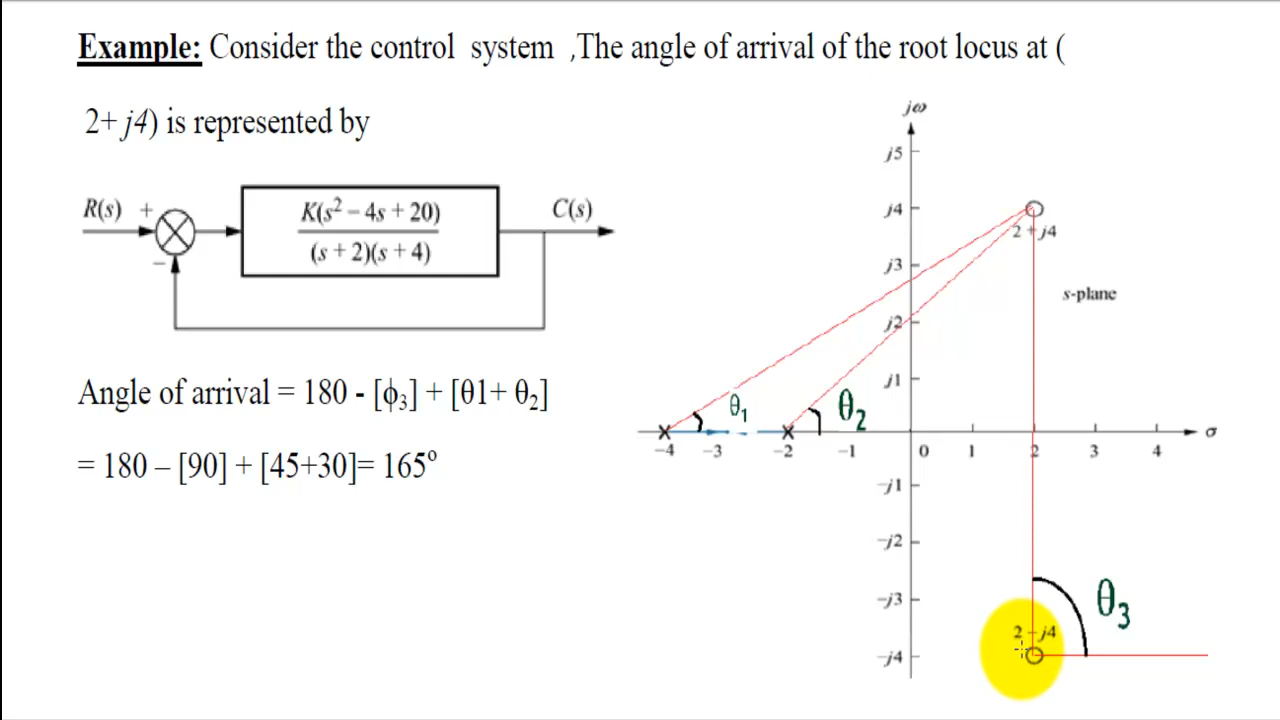 Example: Consider the control system ,The angle of arrival of the root locus at (
2+ j4) is represented by
R(s) +
K(s² – 4s + 20)
(s + 2)(s + 4)
C(s)
–
Angle of arrival = 180 - [ϕ₃] + [θ1+ θ₂]
= 180 – [90] + [45+30]= 165º
jω
j5
j4
2 + j4
j3
s-plane
j2
j1
θ₁
θ₂
σ
–4 –3 –2 –1 0 1 2 3 4
–j1
–j2
–j3
θ₃
2 – j4
–j4